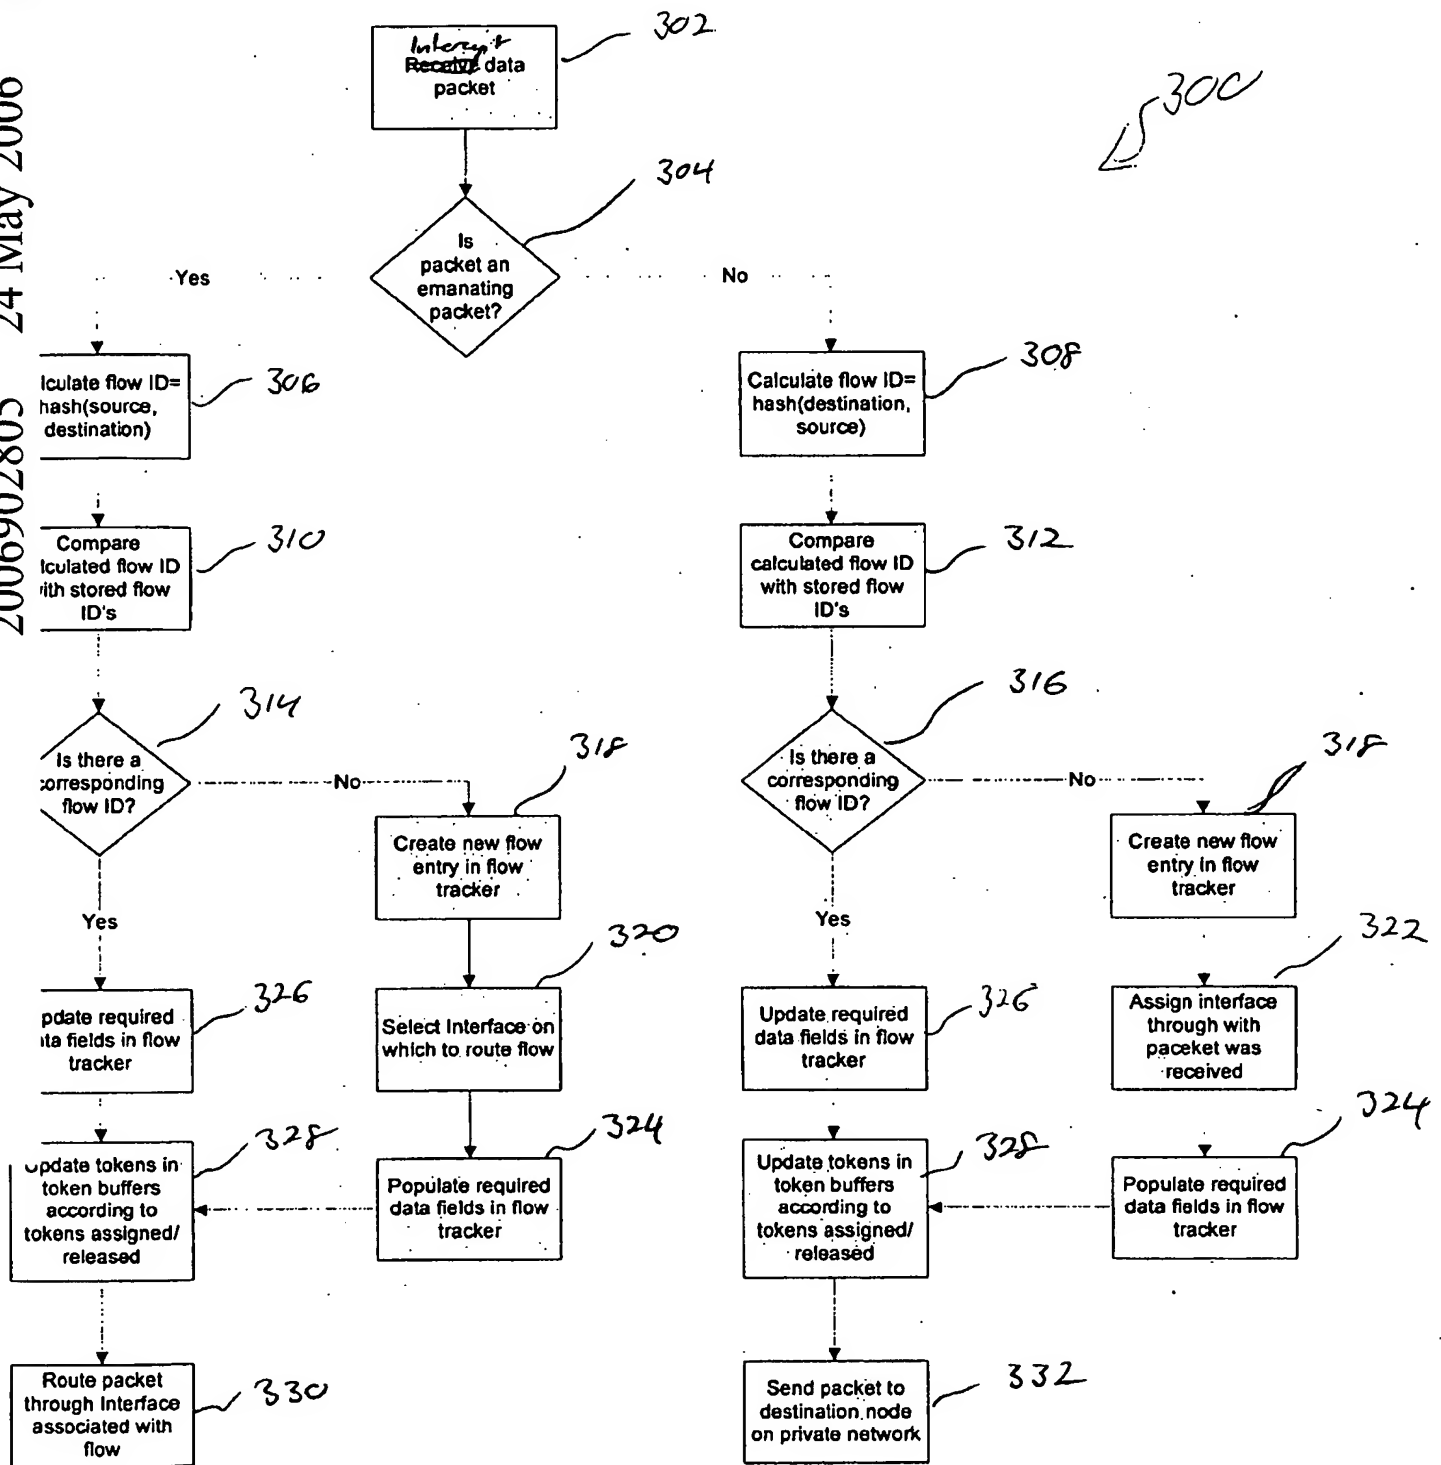 2006902805 24 May 2006
302
Intercept
Receive data
packet
300
304
Is
packet an
emanating
packet?
Yes
No
306
lculate flow ID=
hash(source,
destination)
308
Calculate flow ID=
hash(destination,
source)
310
Compare
lculated flow ID
ith stored flow
ID's
312
Compare
calculated flow ID
with stored flow
ID's
314
Is there a
corresponding
flow ID?
No
318
316
Is there a
corresponding
flow ID?
No
318
Create new flow
entry in flow
tracker
Create new flow
entry in flow
tracker
Yes
Yes
326
pdate required
ata fields in flow
tracker
320
Select Interface on
which to route flow
326
Update required
data fields in flow
tracker
322
Assign interface
through with
paceket was
received
328
Update tokens in
token buffers
according to
tokens assigned/
released
324
Populate required
data fields in flow
tracker
328
Update tokens in
token buffers
according to
tokens assigned/
released
324
Populate required
data fields in flow
tracker
330
Route packet
through Interface
associated with
flow
332
Send packet to
destination node
on private network